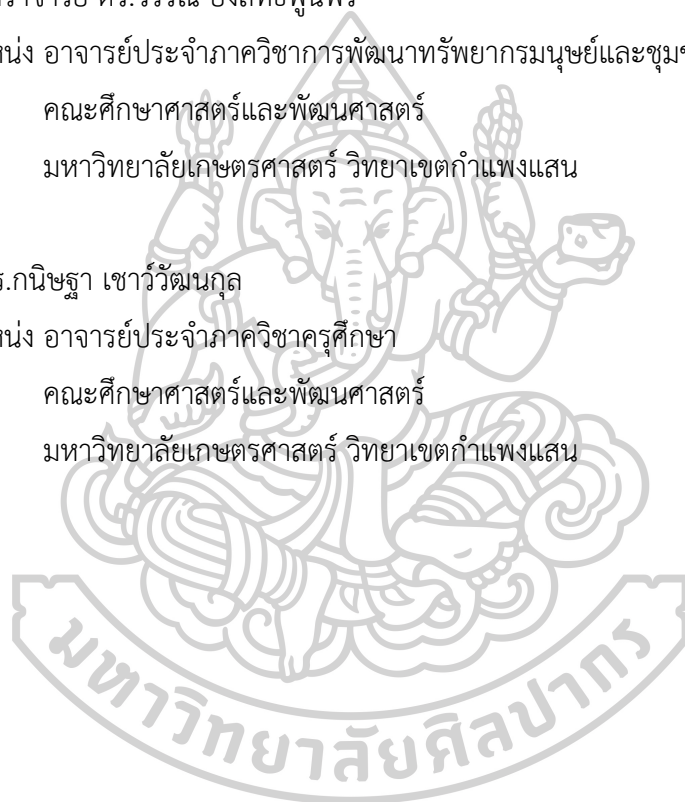 อาจารย์ประจำภาควิชาการพัฒนาทรัพยากรมนุษย์และชุมช
คณะศึกษาศาสตร์และพัฒนศาสตร์
มหาวิทยาลัยเกษตรศาสตร์ วิทยาเขตกำแพงแสน
ร.กนิษฐา เชาว์วัฒนกุล
หน่ง อาจารย์ประจำภาควิชาครุศึกษา
คณะศึกษาศาสตร์และพัฒนศาสตร์
มหาวิทยาลัยเกษตรศาสตร์ วิทยาเขตกำแพงแสน
มหาวิทยาลัยศิลปากร